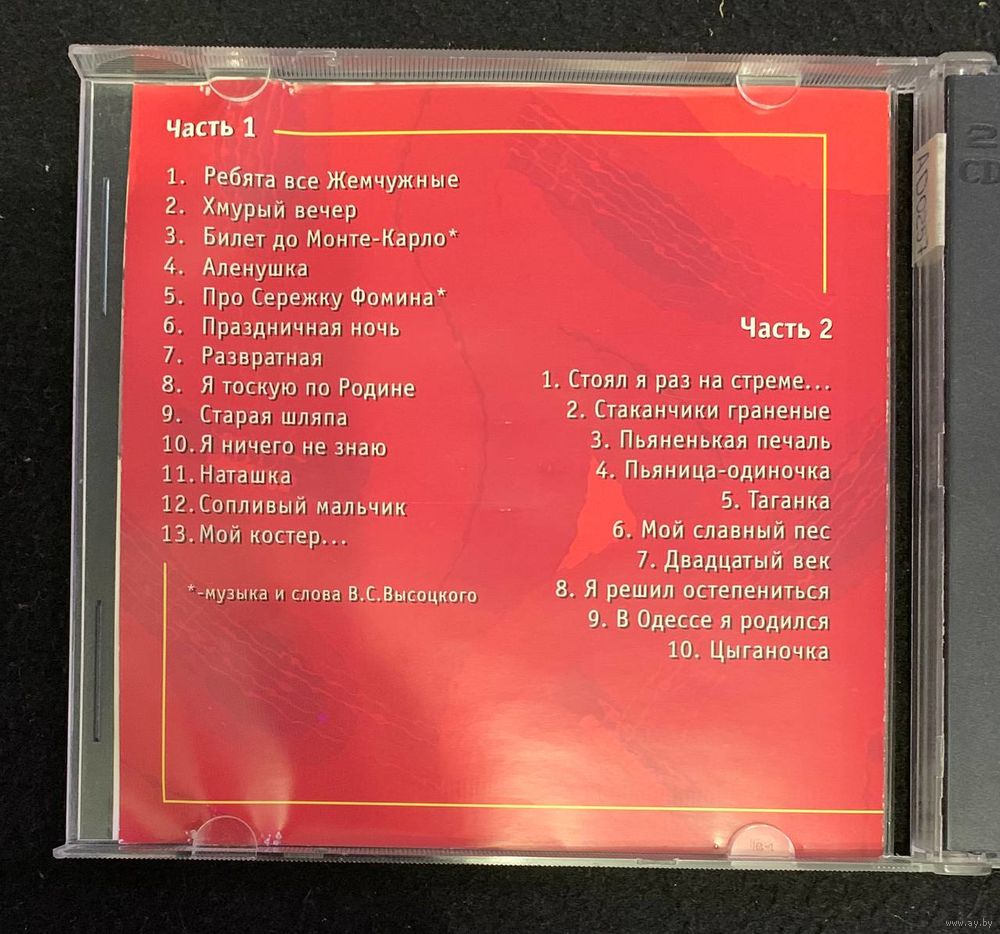 Часть 1
1. Ребята все Жемчужные
2. Хмурый вечер
3. Билет до Монте-Карло*
4. Аленушка
5. Про Сережку Фомина*
6. Праздничная ночь
7. Развратная
8. Я тоскую по Родине
9. Старая шляпа
10. Я ничего не знаю
11. Наташка
12. Сопливый мальчик
13. Мой костер...
*-музыка и слова В.С.Высоцкого
Часть 2
1. Стоял я раз на стреме...
2. Стаканчики граненые
3. Пьяненькая печаль
4. Пьяница-одиночка
5. Таганка
6. Мой славный пес
7. Двадцатый век
8. Я решил остепениться
9. В Одессе я родился
10. Цыганочка
2
CD
www.ay.by